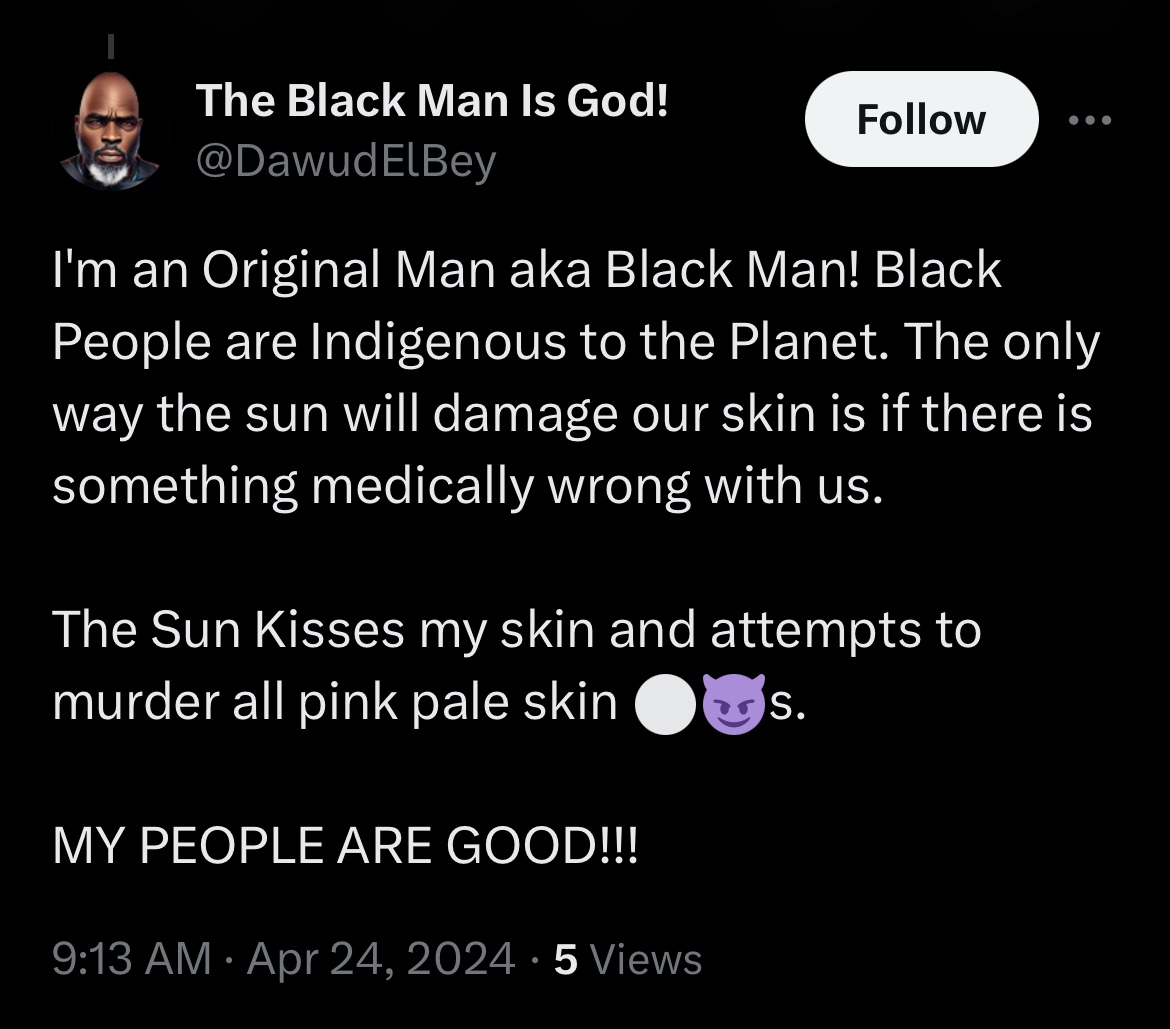 The Black Man Is God!
@DawudElBey
Follow
I'm an Original Man aka Black Man! Black
People are Indigenous to the Planet. The only
way the sun will damage our skin is if there is
something medically wrong with us.
The Sun Kisses my skin and attempts to
murder all pink pale skin ⚪😈s.
MY PEOPLE ARE GOOD!!!
9:13 AM · Apr 24, 2024 · 5 Views